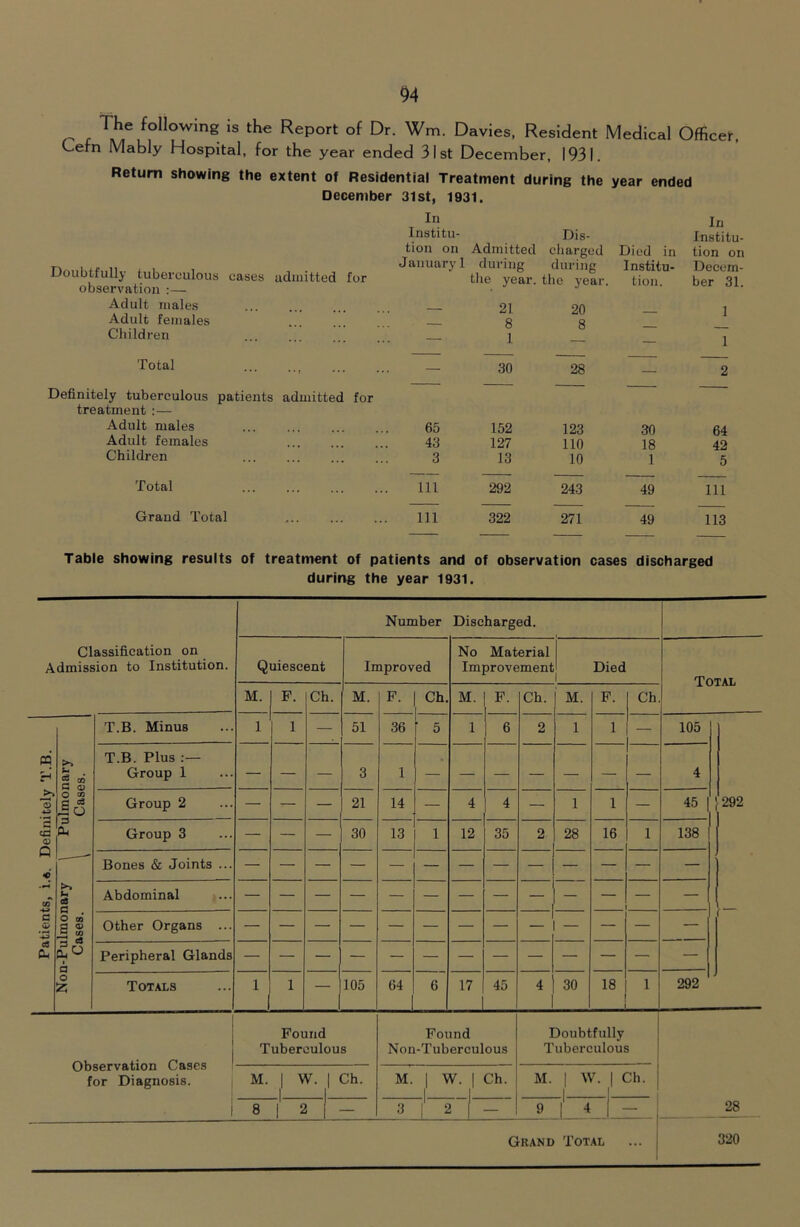 94
The following is the Report of Dr. Wm. Davies, Resident Medical Officer,
Cefn Mably Hospital, for the year ended 31st December, 1931.
Return showing the extent of Residential Treatment during the year ended
December 31st, 1931.
In Institution on January 1 | Admitted during the year. | Discharged during the year. | Died in Institution. | In Institution on December 31.
Doubtfully tuberculous cases admitted for
observation :—
Adult males ... ... ... ... — 21 20 — 1
Adult females ... ... ... — 8 8 — —
Children ... ... ... ... — 1 — — 1
Total ... ... ... ... — 30 28 — 2
Definitely tuberculous patients admitted for
treatment :—
Adult males ... ... ... ... 65 152 123 30 64
Adult females ... ... ... 43 127 110 18 42
Children ... ... ... ... 3 13 10 1 5
Total ... ... ... ... 111 292 243 49 111
Grand Total ... ... ... 111 322 271 49 113
Table showing results of treatment of patients and of observation cases discharged
during the year 1931.
Classification on
Admission to Institution.
Number Discharged.
Quiescent | Improved | No Material Improvement | Died | Total
M. | F. | Ch. | M. | F. | Ch. | M. | F. | Ch. | M. | F. | Ch.
Patients, i.e. Definitely T.B.
Pulmonary Cases.
T.B. Minus ... 1 | 1 | — | 51 | 36 | 5 | 1 | 6 | 2 | 1 | 1 | — | 105
T.B. Plus :—
Group 1 ... — | — | — | 3 | 1 | — | — | — | — | — | — | — | 4
Group 2 ... — | — | — | 21 | 14 | — | 4 | 4 | — | 1 | 1 | — | 45
292
Group 3 ... — | — | — | 30 | 13 | 1 | 12 | 35 | 2 | 28 | 16 | 1 | 138
Non-Pulmonary Cases.
Bones & Joints ... — | — | — | — | — | — | — | — | — | — | — | — | —
Abdominal ... — | — | — | — | — | — | — | — | — | — | — | — | —
—
Other Organs ... — | — | — | — | — | — | — | — | — | — | — | — | —
Peripheral Glands — | — | — | — | — | — | — | — | — | — | — | — | —
Totals ... 1 | 1 | — | 105 | 64 | 6 | 17 | 45 | 4 | 30 | 18 | 1 | 292
Observation Cases
for Diagnosis.
Found Tuberculous | Found Non-Tuberculous | Doubtfully Tuberculous
M. | W. | Ch. | M. | W. | Ch. | M. | W. | Ch.
8 | 2 | — | 3 | 2 | — | 9 | 4 | — | 28
Grand Total ... 320